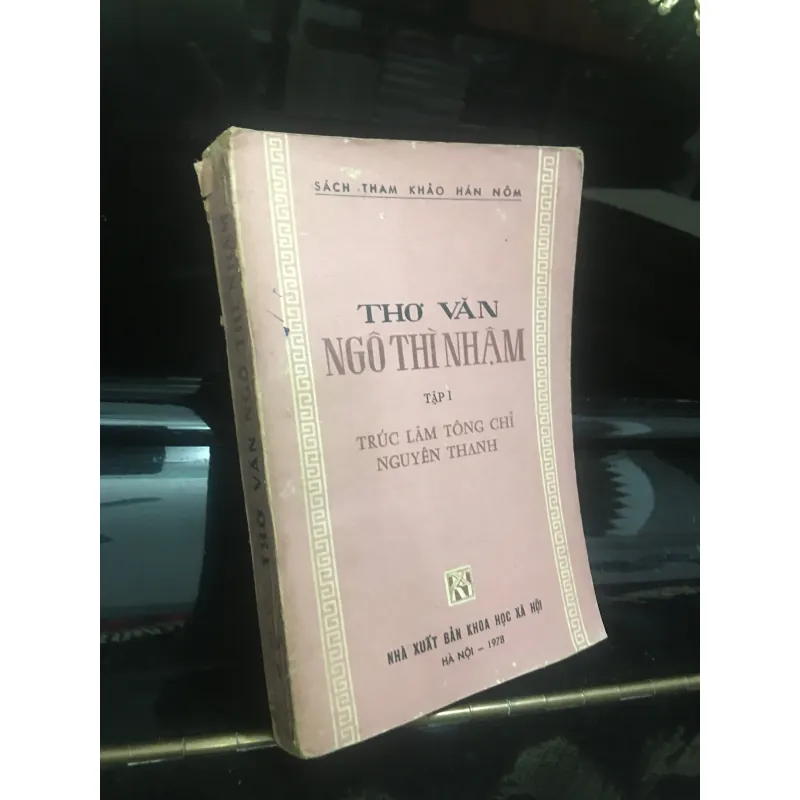 SÁCH THAM KHẢO HÁN NÔM
THƠ VĂN
NGÔ THÌ NHẬM
TẬP I
TRÚC LÂM TÔNG CHỈ
NGUYÊN THANH
NHÀ XUẤT BẢN KHOA HỌC XÃ HỘI
HÀ NỘI – 1978
THƠ VĂN NGÔ THÌ NHẬM